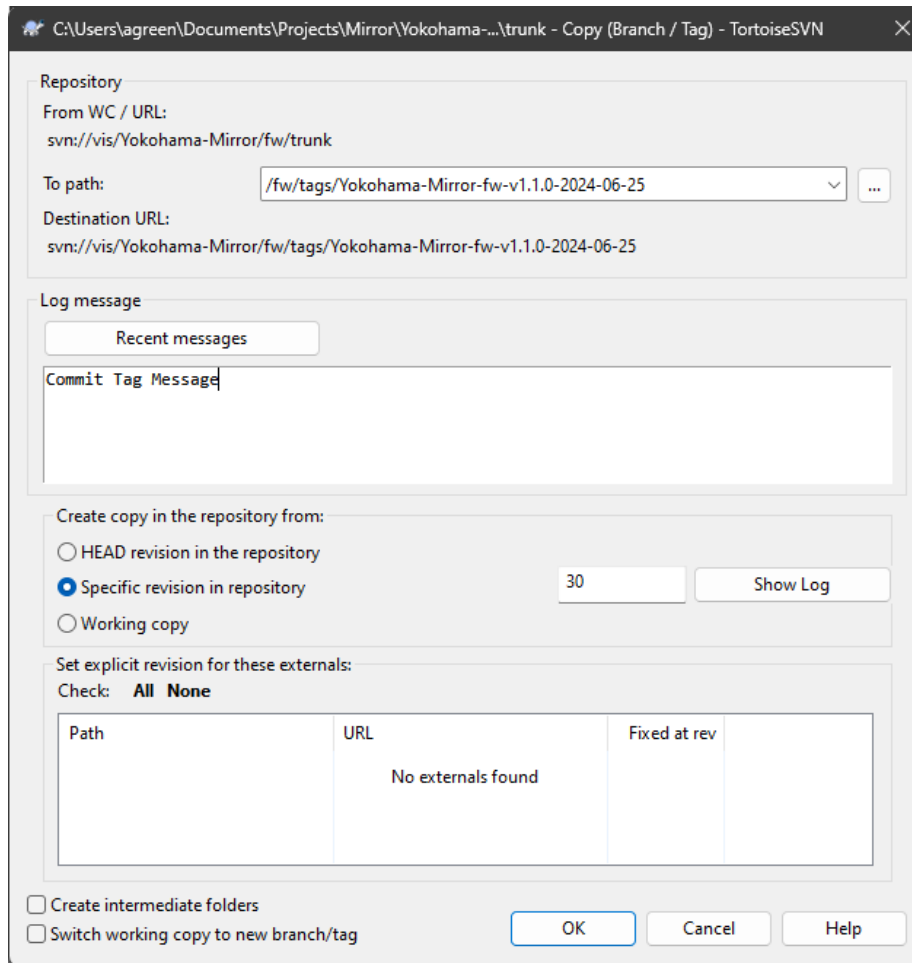 C:\Users\agreen\Documents\Projects\Mirror\Yokohama-...\trunk - Copy (Branch / Tag) - TortoiseSVN
Repository
From WC / URL:
svn://vis/Yokohama-Mirror/fw/trunk
To path:
/fw/tags/Yokohama-Mirror-fw-v1.1.0-2024-06-25
...
Destination URL:
svn://vis/Yokohama-Mirror/fw/tags/Yokohama-Mirror-fw-v1.1.0-2024-06-25
Log message
Recent messages
Commit Tag Message
Create copy in the repository from:
HEAD revision in the repository
Specific revision in repository
30
Show Log
Working copy
Set explicit revision for these externals:
Check: All None
Path URL Fixed at rev
No externals found
Create intermediate folders
Switch working copy to new branch/tag
OK Cancel Help